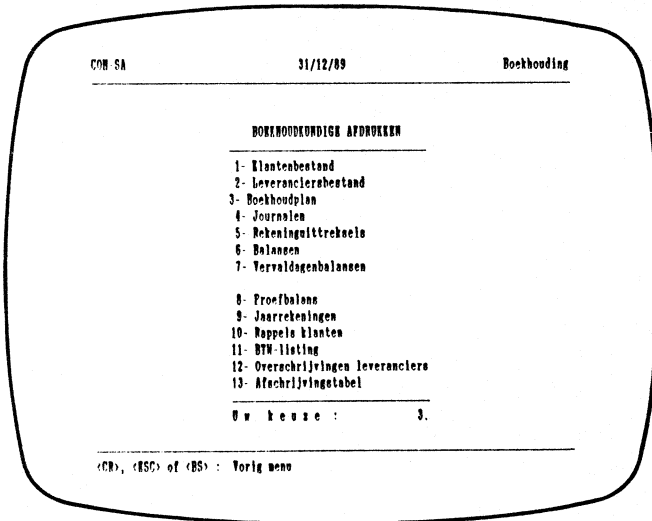 COM-SA 31/12/89 Boekhouding
BOEKHOUDKUNDIGE AFDRUKKEN
1- Klantenbestand
2- Leveranciersbestand
3- Boekhoudplan
4- Journalen
5- Rekeninguittreksels
6- Balansen
7- Vervaldagenbalansen
8- Proefbalans
9- Jaarrekeningen
10- Rappels klanten
11- BTW-listing
12- Overschrijvingen leveranciers
13- Afschrijvingstabel
U w k e u z e : 3.
<CR>, <ESC> of <BS> : Vorig menu